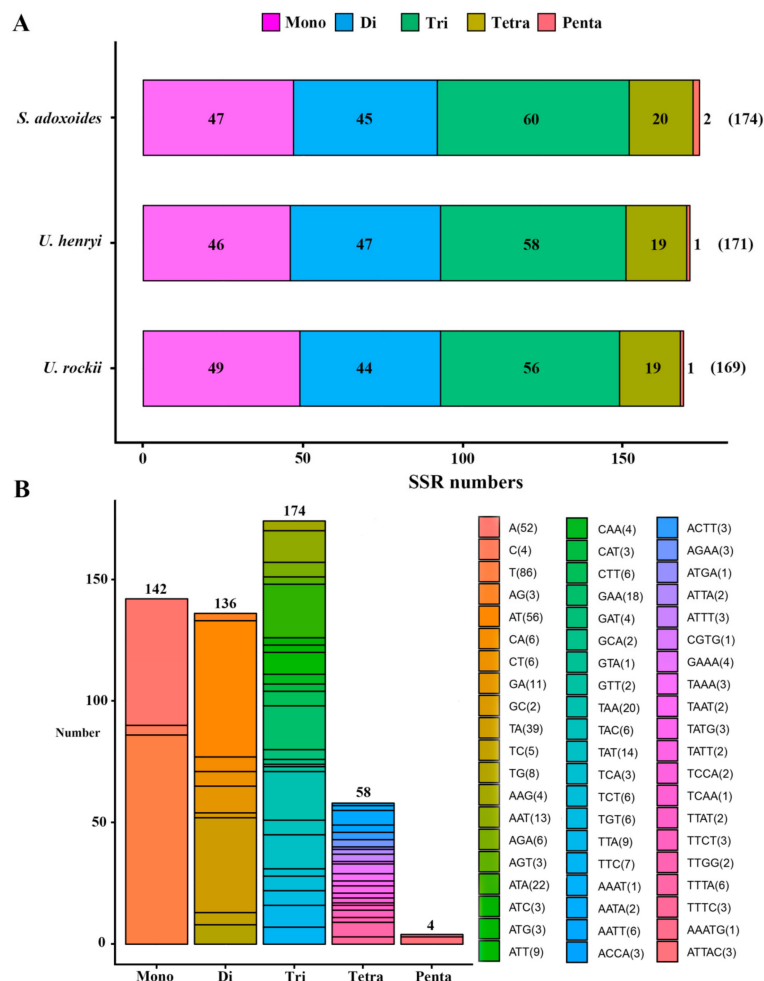 A
Mono Di Tri Tetra Penta
S. adoxoides 47 45 60 20 2 (174)
U. henryi 46 47 58 19 1 (171)
U. rockii 49 44 56 19 1 (169)
0 50 100 150
SSR numbers
B
Number
150
100
50
0
142 136 174 58 4
Mono Di Tri Tetra Penta
A(52)
C(4)
T(86)
AG(3)
AT(56)
CA(6)
CT(6)
GA(11)
GC(2)
TA(39)
TC(5)
TG(8)
AAG(4)
AAT(13)
AGA(6)
AGT(3)
ATA(22)
ATC(3)
ATG(3)
ATT(9)
CAA(4)
CAT(3)
CTT(6)
GAA(18)
GAT(4)
GCA(2)
GTA(1)
GTT(2)
TAA(20)
TAC(6)
TAT(14)
TCA(3)
TCT(6)
TGT(6)
TTA(9)
TTC(7)
AAAT(1)
AATA(2)
AATT(6)
ACCA(3)
ACTT(3)
AGAA(3)
ATGA(1)
ATTA(2)
ATTT(3)
CGTG(1)
GAAA(4)
TAAA(3)
TAAT(2)
TATG(3)
TATT(2)
TCCA(2)
TCAA(1)
TTAT(2)
TTCT(3)
TTGG(2)
TTTA(6)
TTTC(3)
AAATG(1)
ATTAC(3)